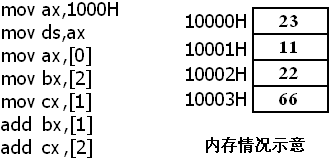 mov ax,1000H
mov ds,ax
mov ax,[0]
mov bx,[2]
mov cx,[1]
add bx,[1]
add cx,[2]
10000H 23
10001H 11
10002H 22
10003H 66
内存情况示意